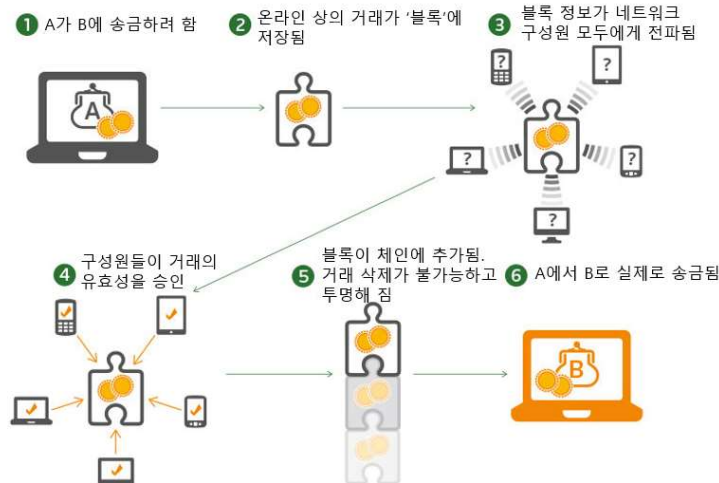 1 A가 B에 송금하려 함
2 온라인 상의 거래가 ‘블록’에
저장됨
3 블록 정보가 네트워크
구성원 모두에게 전파됨
A
?
?
?
?
?
4 구성원들이 거래의
유효성을 승인
5 블록이 체인에 추가됨.
거래 삭제가 불가능하고
투명해 짐
6 A에서 B로 실제로 송금됨
B